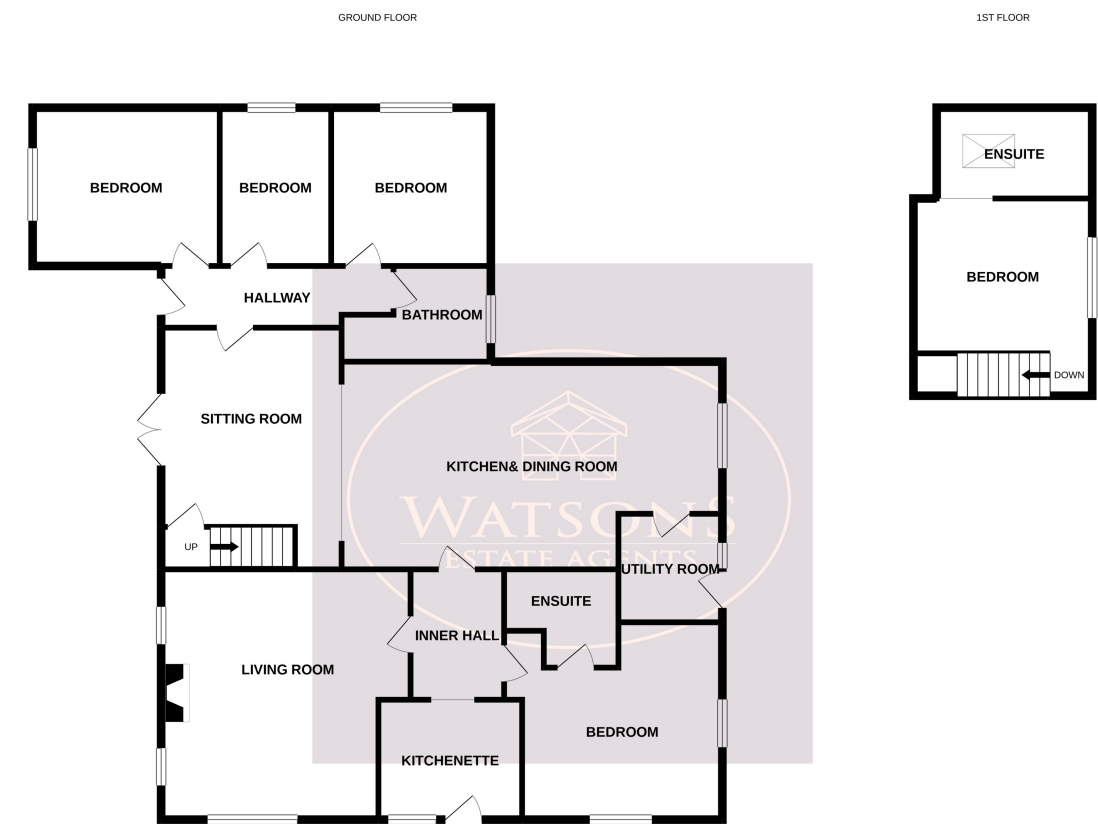 GROUND FLOOR
1ST FLOOR
BEDROOM
BEDROOM
BEDROOM
ENSUITE
BEDROOM
DOWN
HALLWAY
BATHROOM
SITTING ROOM
KITCHEN& DINING ROOM
WATSONS
ESTATE AGENTS
UP
UTILITY ROOM
ENSUITE
INNER HALL
LIVING ROOM
BEDROOM
KITCHENETTE